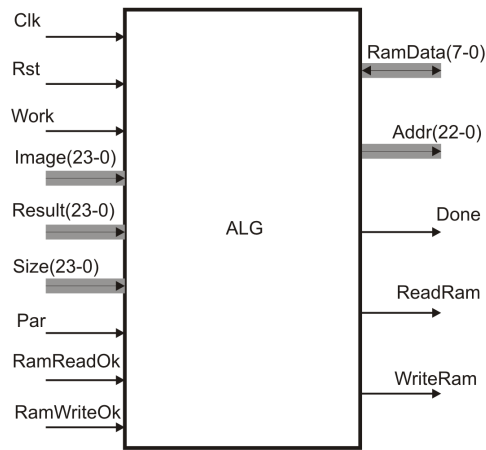 Clk
Rst
Work
Image(23-0)
Result(23-0)
Size(23-0)
Par
RamReadOk
RamWriteOk
ALG
RamData(7-0)
Addr(22-0)
Done
ReadRam
WriteRam